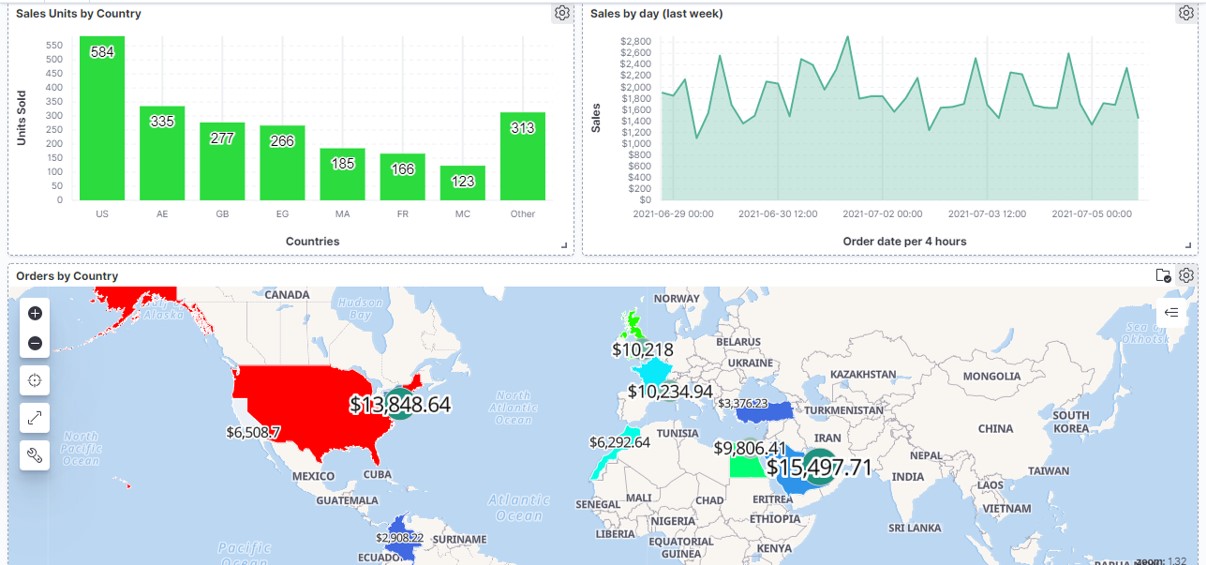 Sales Units by Country
550
500
450
400
350
300
250
200
150
100
50
0
Units Sold
584
335
277
266
185
166
123
313
US AE GB EG MA FR MC Other
Countries
Sales by day (last week)
$2,800
$2,600
$2,400
$2,200
$2,000
$1,800
$1,600
$1,400
$1,200
$1,000
$800
$600
$400
$200
$0
Sales
2021-06-29 00:00 2021-06-30 12:00 2021-07-02 00:00 2021-07-03 12:00 2021-07-05 00:00
Order date per 4 hours
Orders by Country
CANADA
Hudson
Bay
Alaska
NORWAY
Sea of
Okhotsk
BELARUS
$10,218
UKRAINE
KAZAKHSTAN
MONGOLIA
$10,234.94
$13,848.64
North
Atlantic
Ocean
$3,376.23
TURKMENISTAN
SOUTH
KOREA
CHINA
$6,508.7
North
Pacific
Ocean
$6,292.64
TUNISIA
$9,806.41
IRAN
NEPAL
$15,497.71
TAIWAN
MEXICO
CUBA
INDIA
LAOS
GUATEMALA
Atlantic
Ocean
SENEGAL
MALI
CHAD
ERITREA
VIETNAM
NIGERIA
ETHIOPIA
SRI LANKA
LIBERIA
$2,908.22
SURINAME
EQUATORIAL
GUINEA
KENYA
ECUADO
Pacific
Ocean
zoom: 1.32